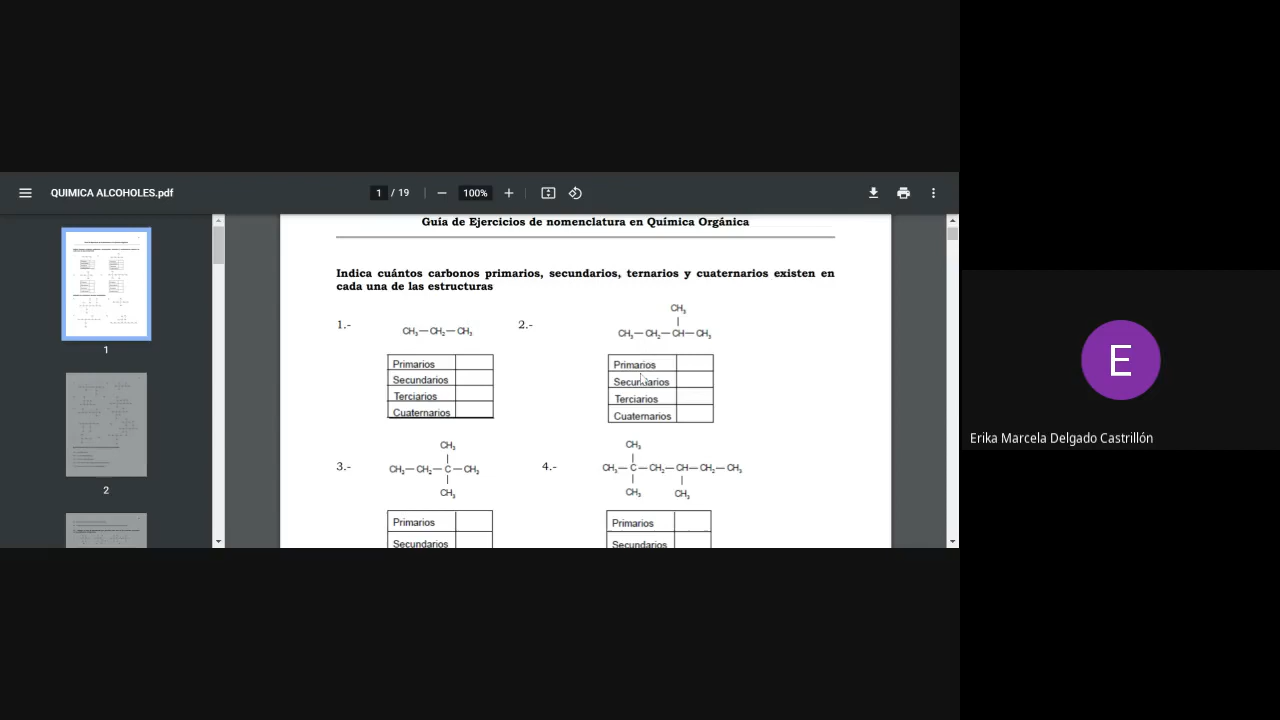 QUIMICA ALCOHOLES.pdf
1 / 19
100%
Guía de Ejercicios de nomenclatura en Química Orgánica
Indica cuántos carbones primarios, secundarios, ternarios y cuaternarios existen en
cada una de las estructuras
1.-
CH₃—CH₂—CH₃
Primarios
Secundarios
Terciarios
Cuaternarios
2.-
CH₃
CH₃—CH₂—CH—CH₃
Primarios
Secundarios
Terciarios
Cuaternarios
3.-
CH₃
CH₃—CH₂—C—CH₃
CH₃
Primarios
Secundarios
4.-
CH₃
CH₃—C—CH₂—CH—CH₂—CH₃
CH₃ CH₃
Primarios
Secundarios
1
2
E
Erika Marcela Delgado Castrillón